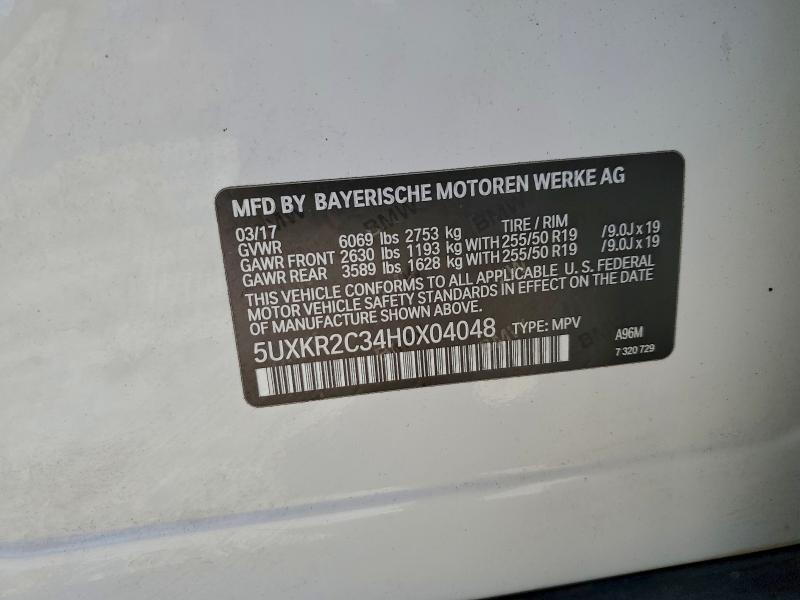 MFD BY BAYERISCHE MOTOREN WERKE AG
03/17 TIRE / RIM
GVWR 6069 lbs 2753 kg
GAWR FRONT 2630 lbs 1193 kg WITH 255/50 R19 /9.0J x 19
GAWR REAR 3589 lbs 1628 kg WITH 255/50 R19 /9.0J x 19
THIS VEHICLE CONFORMS TO ALL APPLICABLE U. S. FEDERAL
MOTOR VEHICLE SAFETY STANDARDS IN EFFECT ON THE DATE
OF MANUFACTURE SHOWN ABOVE.
5UXKR2C34H0X04048 TYPE: MPV A96M
7 320 729